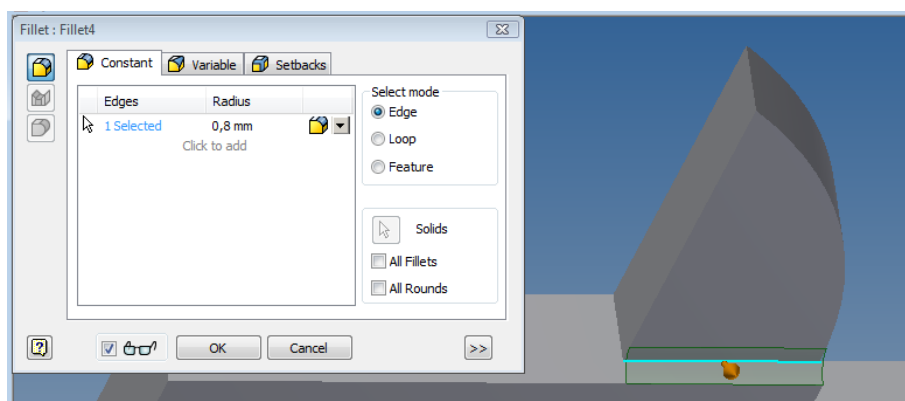 Fillet : Fillet4
Constant Variable Setbacks
Edges Radius
1 Selected 0,8 mm
Click to add
Select mode
Edge
Loop
Feature
Solids
All Fillets
All Rounds
OK Cancel >>